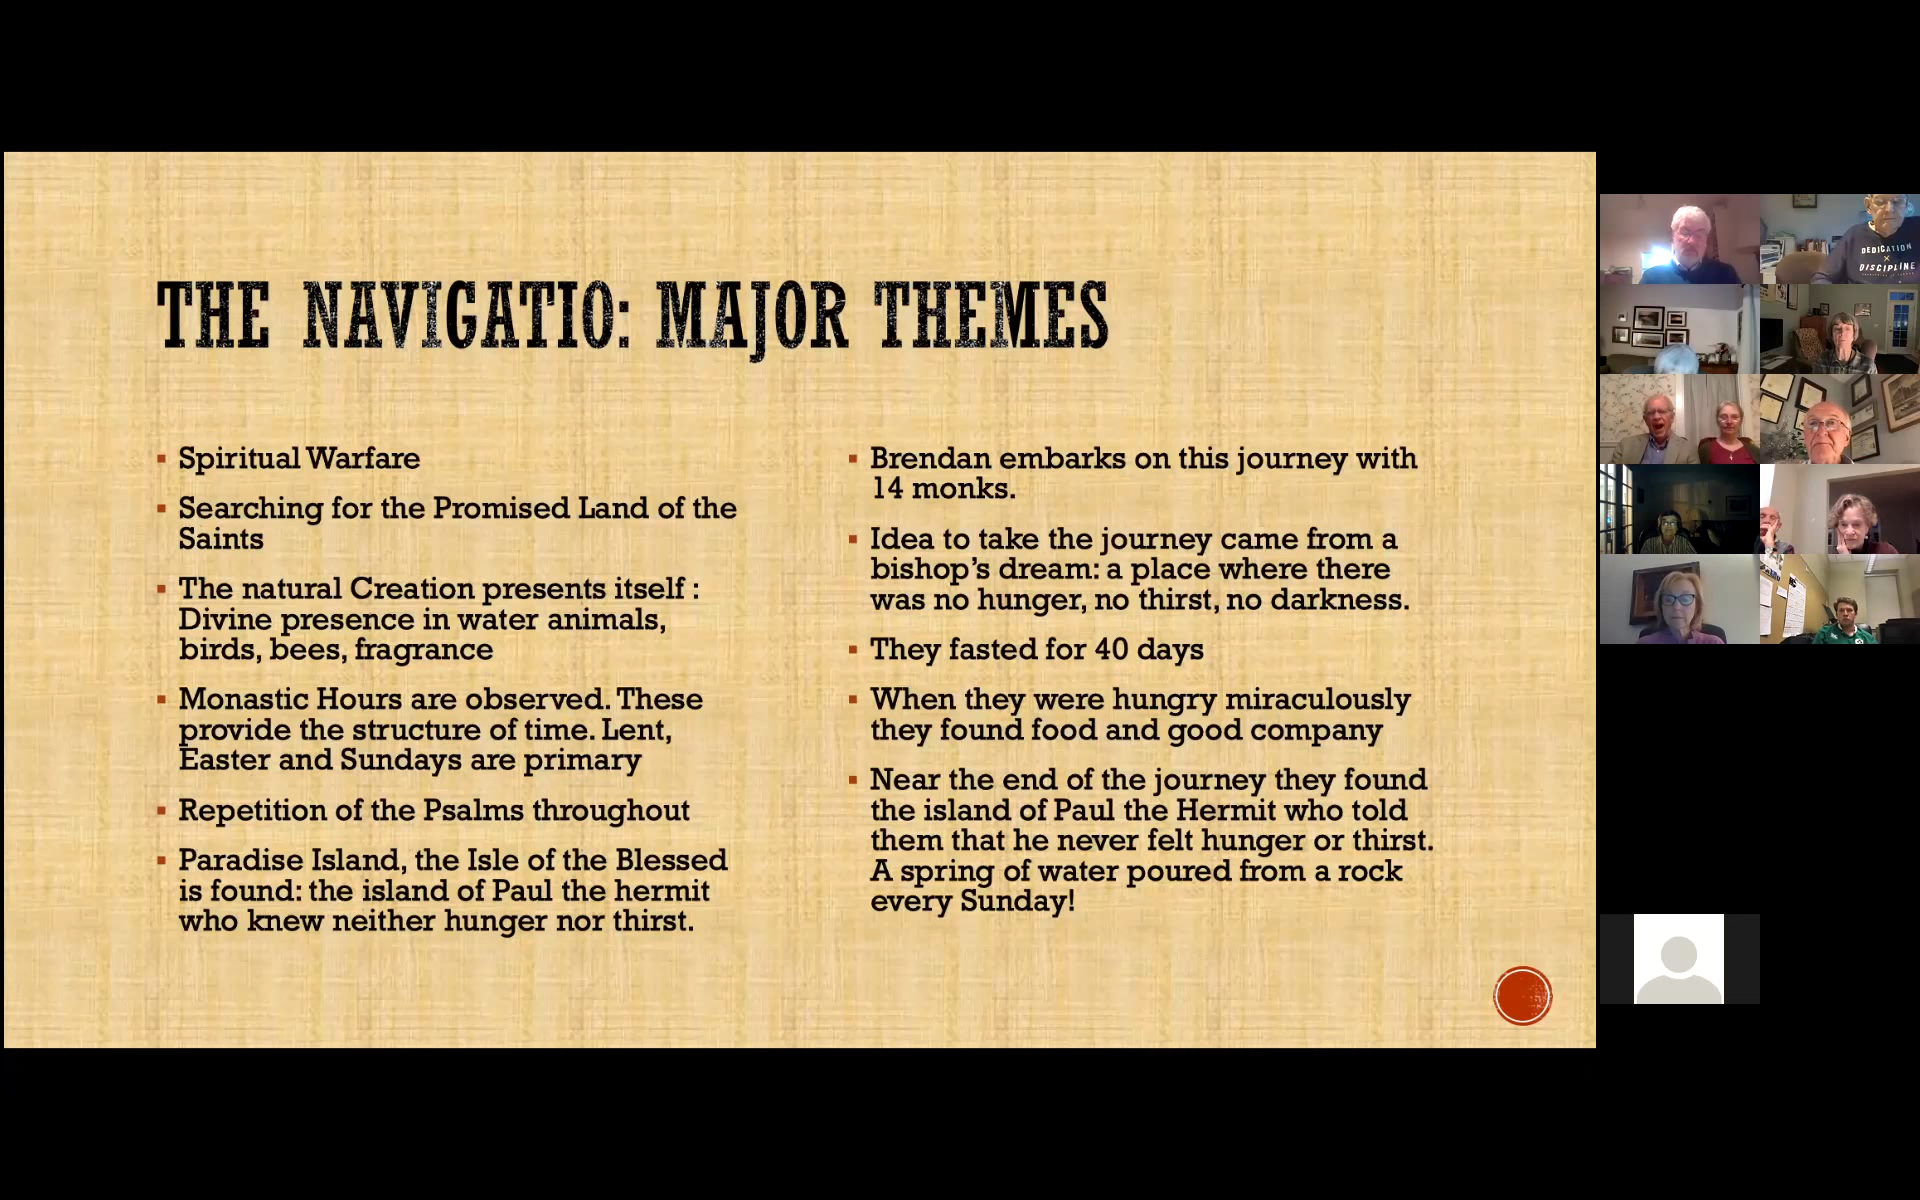 THE NAVIGATIO: MAJOR THEMES
▪ Spiritual Warfare
▪ Searching for the Promised Land of the
Saints
▪ The natural Creation presents itself :
Divine presence in water animals,
birds, bees, fragrance
▪ Monastic Hours are observed. These
provide the structure of time. Lent,
Easter and Sundays are primary
▪ Repetition of the Psalms throughout
▪ Paradise Island, the Isle of the Blessed
is found: the island of Paul the hermit
who knew neither hunger nor thirst.
▪ Brendan embarks on this journey with
14 monks.
▪ Idea to take the journey came from a
bishop’s dream: a place where there
was no hunger, no thirst, no darkness.
▪ They fasted for 40 days
▪ When they were hungry miraculously
they found food and good company
▪ Near the end of the journey they found
the island of Paul the Hermit who told
them that he never felt hunger or thirst.
A spring of water poured from a rock
every Sunday!
DEDICATION
×
DISCIPLINE